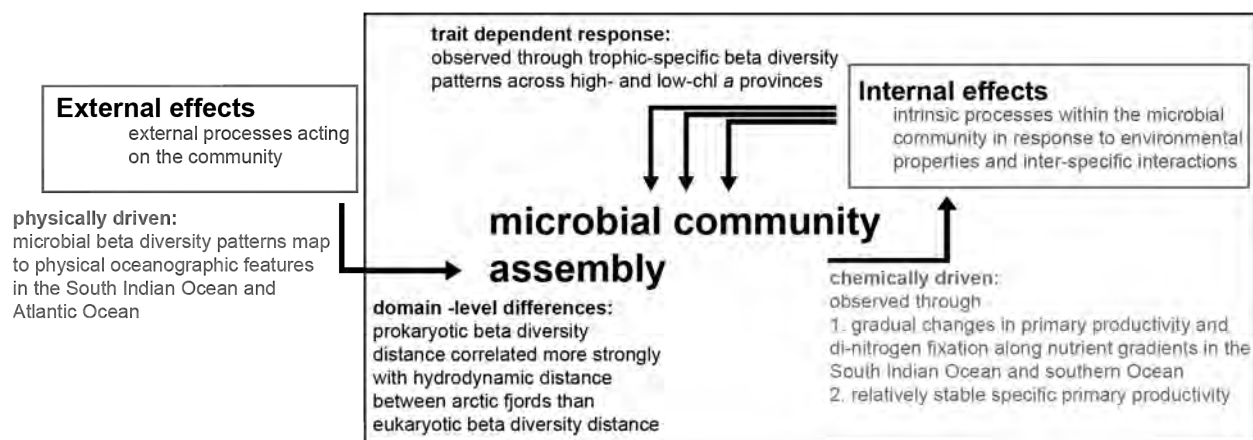 External effects
external processes acting
on the community
physically driven:
microbial beta diversity patterns map
to physical oceanographic features
in the South Indian Ocean and
Atlantic Ocean
trait dependent response:
observed through trophic-specific beta diversity
patterns across high- and low-chl a provinces
Internal effects
intrinsic processes within the microbial
community in response to environmental
properties and inter-specific interactions
microbial community
assembly
domain -level differences:
prokaryotic beta diversity
distance correlated more strongly
with hydrodynamic distance
between arctic fjords than
eukaryotic beta diversity distance
chemically driven:
observed through
1. gradual changes in primary productivity and
di-nitrogen fixation along nutrient gradients in the
South Indian Ocean and southern Ocean
2. relatively stable specific primary productivity